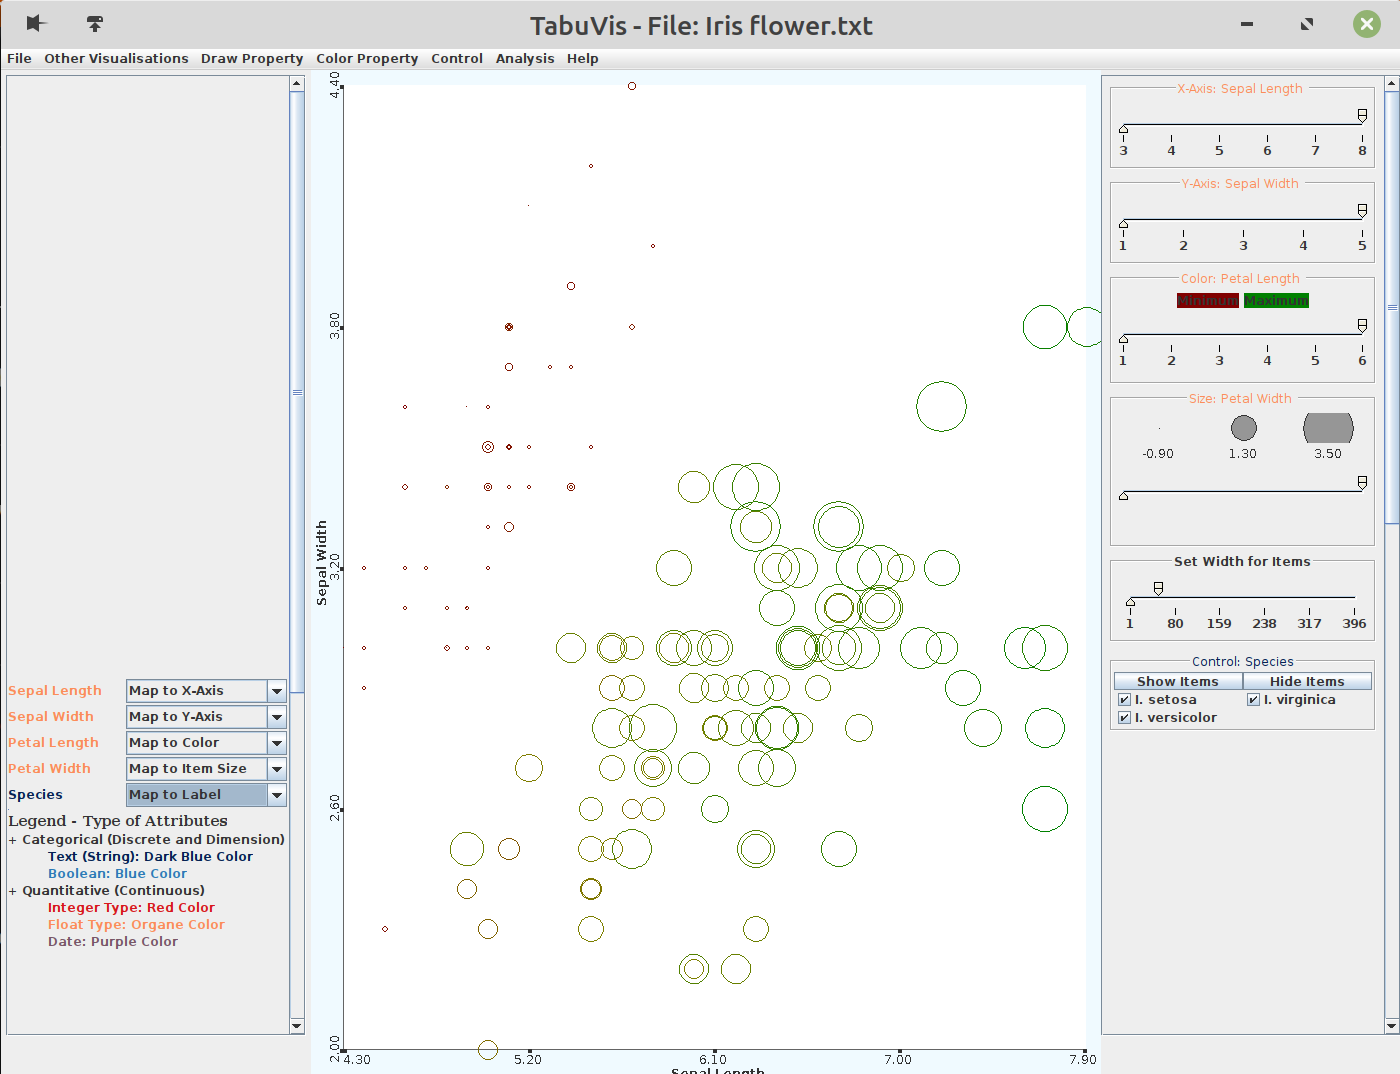 TabuVis - File: Iris flower.txt
File Other Visualisations Draw Property Color Property Control Analysis Help
Sepal Length Map to X-Axis
Sepal Width Map to Y-Axis
Petal Length Map to Color
Petal Width Map to Item Size
Species Map to Label
Legend - Type of Attributes
+ Categorical (Discrete and Dimension)
Text (String): Dark Blue Color
Boolean: Blue Color
+ Quantitative (Continuous)
Integer Type: Red Color
Float Type: Organe Color
Date: Purple Color
4.40
3.80
3.20
2.60
2.00
Sepal Width
4.30 5.20 6.10 7.00 7.90
Sepal Length
X-Axis: Sepal Length
3 4 5 6 7 8
Y-Axis: Sepal Width
1 2 3 4 5
Color: Petal Length
Minimum Maximum
1 2 3 4 5 6
Size: Petal Width
-0.90 1.30 3.50
Set Width for Items
1 80 159 238 317 396
Control: Species
Show Items Hide Items
I. setosa I. virginica
I. versicolor